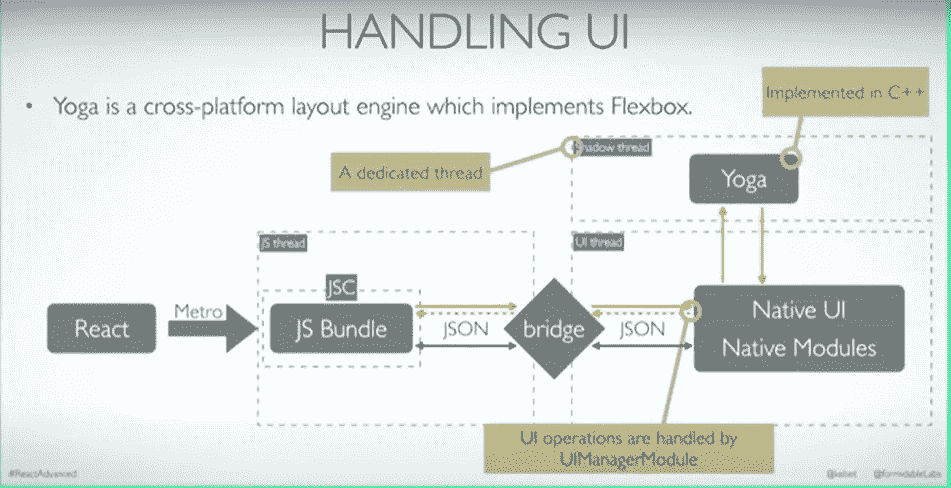 HANDLING UI
• Yoga is a cross-platform layout engine which implements Flexbox.
Implemented in C++
A dedicated thread
Shadow thread
Yoga
JS thread
UI thread
JSC
React
Metro
JS Bundle
JSON
bridge
JSON
Native UI
Native Modules
UI operations are handled by
UIManagerModule
#ReactAdvanced
@kelset @formidableLabs